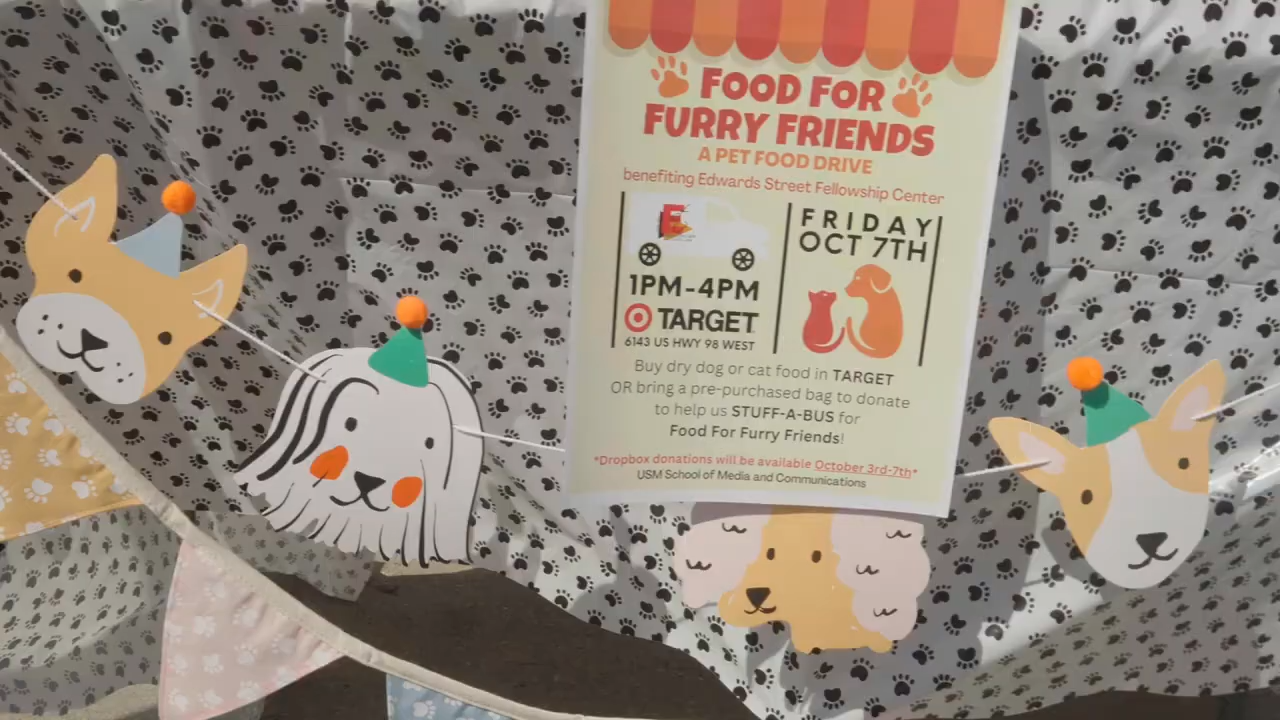 FOOD FOR
FURRY FRIENDS
A PET FOOD DRIVE
benefiting Edwards Street Fellowship Center
E
1PM-4PM
TARGET
6143 US HWY 98 WEST
FRIDAY
OCT 7TH
Buy dry dog or cat food in TARGET
OR bring a pre-purchased bag to donate
to help us STUFF-A-BUS for
Food For Furry Friends!
*Dropbox donations will be available October 3rd-7th*
USM School of Media and Communications